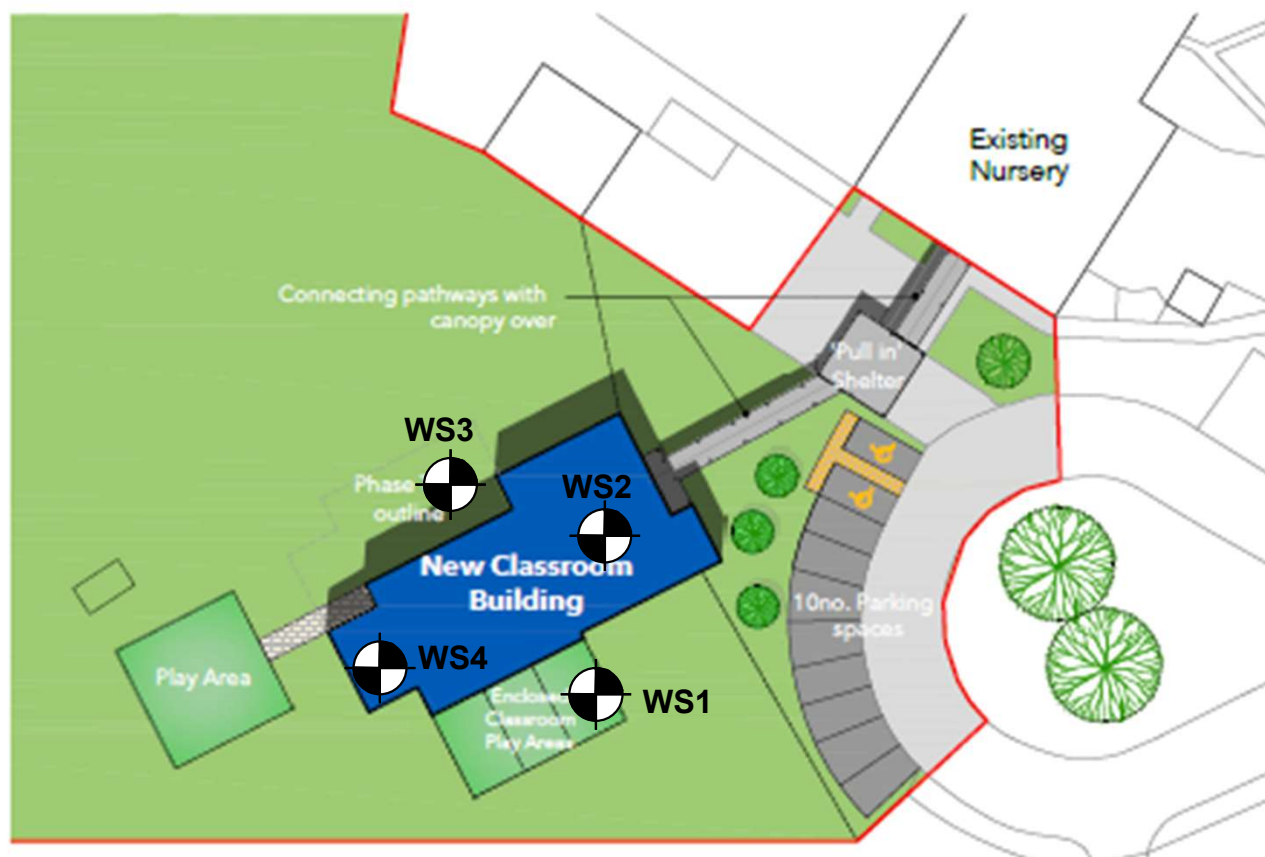 Existing
Nursery
Connecting pathways with
canopy over
'Pull in'
Shelter
WS3
Phase
outline
WS2
New Classroom
Building
10no. Parking
spaces
Play Area
WS4
WS1
Enclosed
Classroom
Play Areas